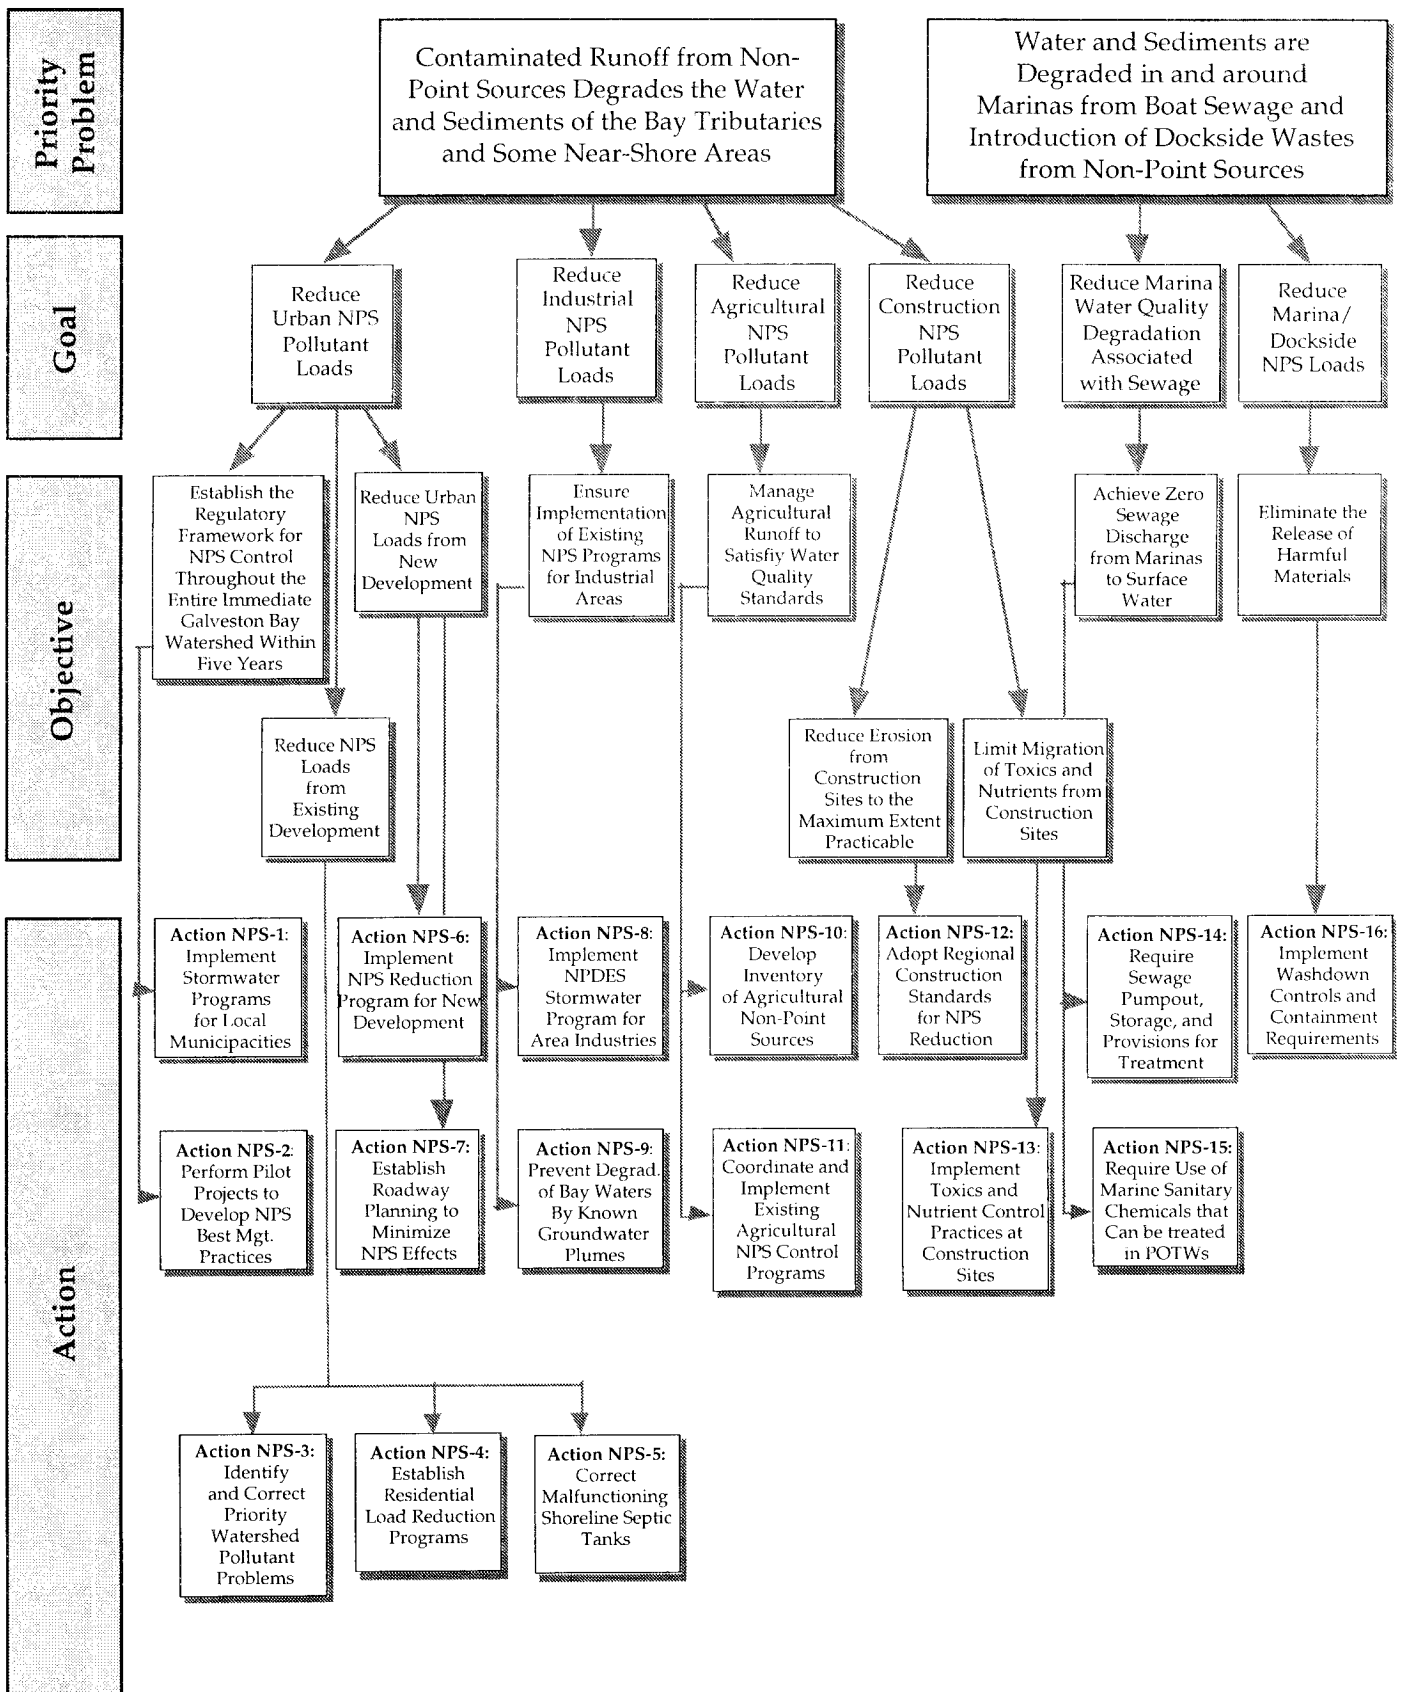 Priority
Problem
Contaminated Runoff from Non-
Point Sources Degrades the Water
and Sediments of the Bay Tributaries
and Some Near-Shore Areas
Water and Sediments are
Degraded in and around
Marinas from Boat Sewage and
Introduction of Dockside Wastes
from Non-Point Sources
Goal
Reduce
Urban NPS
Pollutant
Loads
Reduce
Industrial
NPS
Pollutant
Loads
Reduce
Agricultural
NPS
Pollutant
Loads
Reduce
Construction
NPS
Pollutant
Loads
Reduce Marina
Water Quality
Degradation
Associated
with Sewage
Reduce
Marina/
Dockside
NPS Loads
Objective
Establish the
Regulatory
Framework for
NPS Control
Throughout the
Entire Immediate
Galveston Bay
Watershed Within
Five Years
Reduce Urban
NPS
Loads from
New
Development
Ensure
Implementation
of Existing
NPS Programs
for Industrial
Areas
Manage
Agricultural
Runoff to
Satisfiy Water
Quality
Standards
Achieve Zero
Sewage
Discharge
from Marinas
to Surface
Water
Eliminate the
Release of
Harmful
Materials
Reduce NPS
Loads
from
Existing
Development
Reduce Erosion
from
Construction
Sites to the
Maximum Extent
Practicable
Limit Migration
of Toxics and
Nutrients from
Construction
Sites
Action
Action NPS-1:
Implement
Stormwater
Programs
for Local
Municipacities
Action NPS-6:
Implement
NPS Reduction
Program for New
Development
Action NPS-8:
Implement
NPDES
Stormwater
Program for
Area Industries
Action NPS-10:
Develop
Inventory
of Agricultural
Non-Point
Sources
Action NPS-12:
Adopt Regional
Construction
Standards
for NPS
Reduction
Action NPS-14:
Require
Sewage
Pumpout,
Storage, and
Provisions for
Treatment
Action NPS-16:
Implement
Washdown
Controls and
Containment
Requirements
Action NPS-2:
Perform Pilot
Projects to
Develop NPS
Best Mgt.
Practices
Action NPS-7:
Establish
Roadway
Planning to
Minimize
NPS Effects
Action NPS-9:
Prevent Degrad.
of Bay Waters
By Known
Groundwater
Plumes
Action NPS-11:
Coordinate and
Implement
Existing
Agricultural
NPS Control
Programs
Action NPS-13:
Implement
Toxics and
Nutrient Control
Practices at
Construction
Sites
Action NPS-15:
Require Use of
Marine Sanitary
Chemicals that
Can be treated
in POTWs
Action NPS-3:
Identify
and Correct
Priority
Watershed
Pollutant
Problems
Action NPS-4:
Establish
Residential
Load Reduction
Programs
Action NPS-5:
Correct
Malfunctioning
Shoreline Septic
Tanks